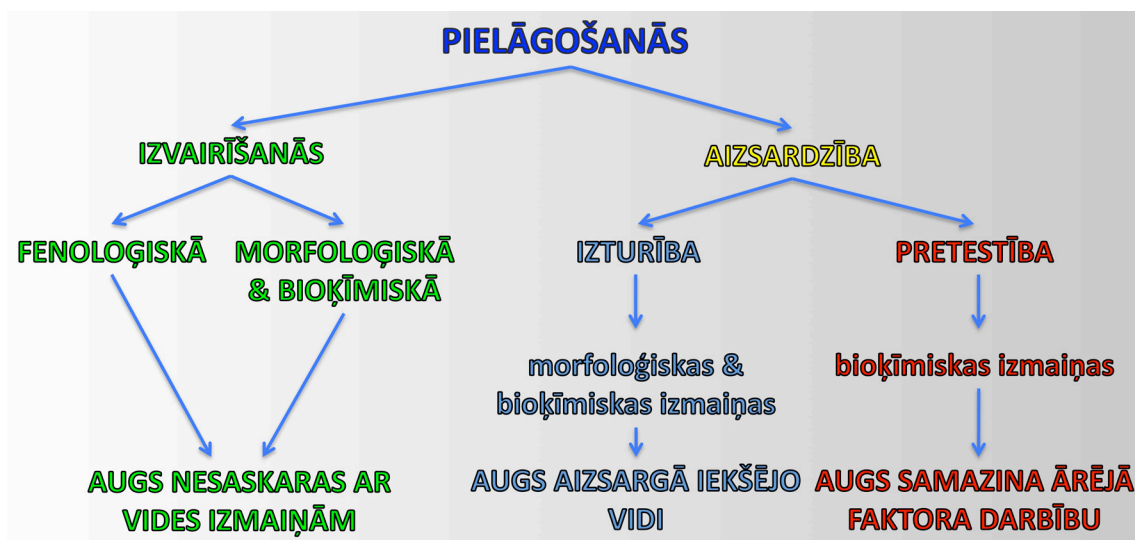 PIELĀGOŠANĀS
IZVAIRĪŠANĀS
AIZSARDZĪBA
FENOLOĢISKĀ
MORFOLOĢISKĀ
& BIOĶĪMISKĀ
IZTURĪBA
PRETESTĪBA
morfoloģiskas &
bioķīmiskas izmaiņas
bioķīmiskas izmaiņas
AUGS NESASKARAS AR
VIDES IZMAIŅĀM
AUGS AIZSARGĀ IEKŠĒJO
VIDI
AUGS SAMAZINA ĀRĒJĀ
FAKTORA DARBĪBU